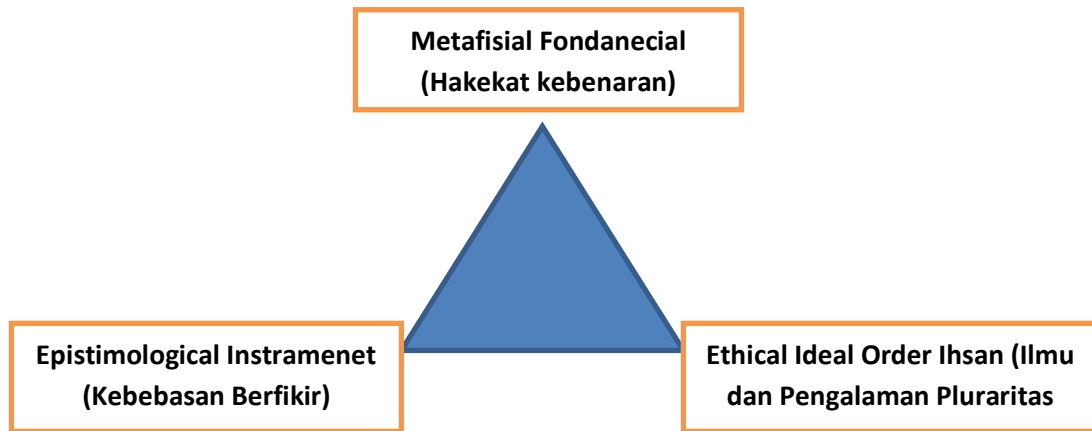 Metafisial Fondanecial
(Hakekat kebenaran)
Epistimological Instramenet
(Kebebasan Berfikir)
Ethical Ideal Order Ihsan (Ilmu
dan Pengalaman Pluraritas